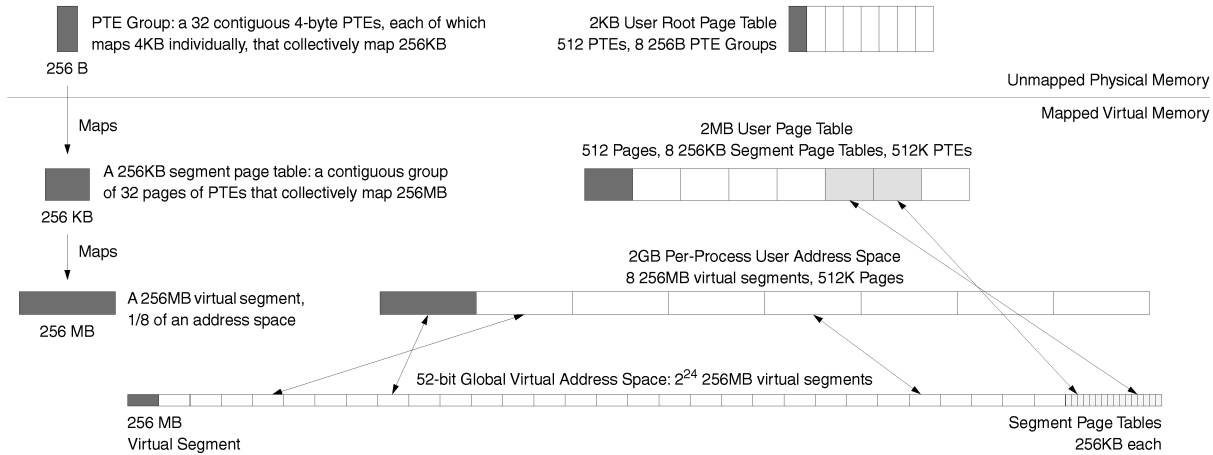 PTE Group: a 32 contiguous 4-byte PTEs, each of which
maps 4KB individually, that collectively map 256KB
256 B
2KB User Root Page Table
512 PTEs, 8 256B PTE Groups
Unmapped Physical Memory
Mapped Virtual Memory
Maps
2MB User Page Table
512 Pages, 8 256KB Segment Page Tables, 512K PTEs
A 256KB segment page table: a contiguous group
of 32 pages of PTEs that collectively map 256MB
256 KB
Maps
2GB Per-Process User Address Space
8 256MB virtual segments, 512K Pages
A 256MB virtual segment,
1/8 of an address space
256 MB
52-bit Global Virtual Address Space: 2^24 256MB virtual segments
256 MB
Virtual Segment
Segment Page Tables
256KB each